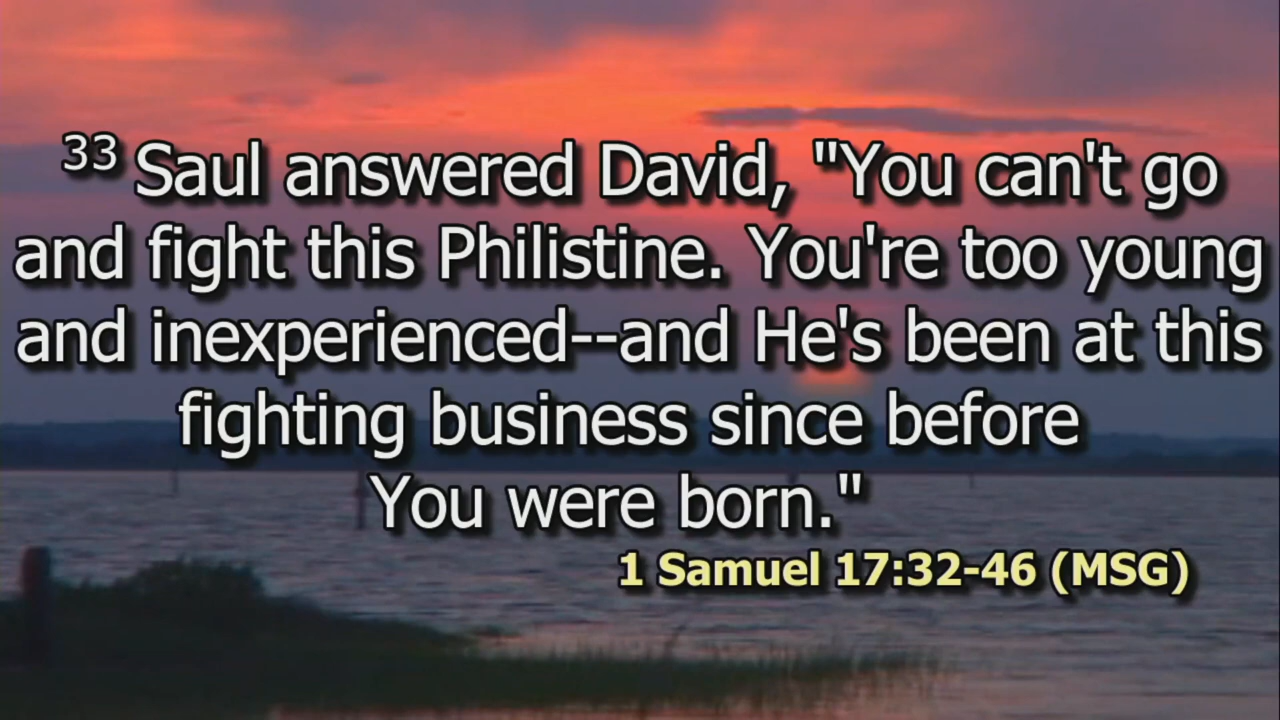 33 Saul answered David, "You can't go
and fight this Philistine. You're too young
and inexperienced--and He's been at this
fighting business since before
You were born."
1 Samuel 17:32-46 (MSG)